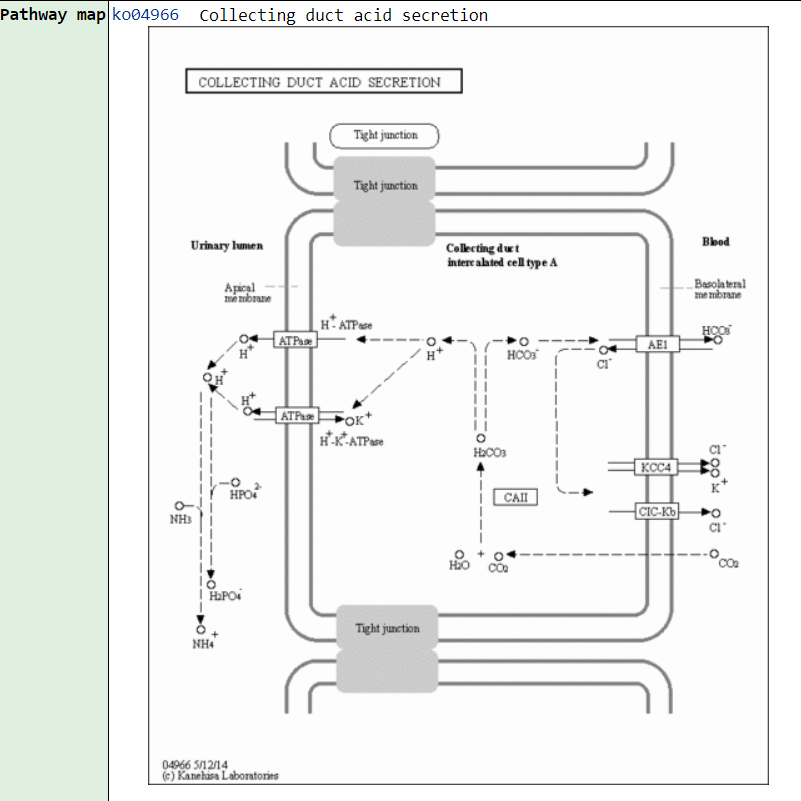 Pathway map
ko04966 Collecting duct acid secretion
COLLECTING DUCT ACID SECRETION
Tight junction
Tight junction
Urinary lumen
Collecting duct
intercalated cell type A
Blood
Apical
membrane
Basolateral
membrane
H+- ATPase
ATPase
H+
H+
HCO3-
Cl-
AE1
HCO3-
H+
H+
ATPase
K+
H+-K+-ATPase
H2CO3
Cl-
KCC4
K+
HPO4 2-
NH3
CAII
ClC-Kb
Cl-
H2O + CO2
CO2
H2PO4-
NH4+
Tight junction
04966 5/12/14
(c) Kanehisa Laboratories